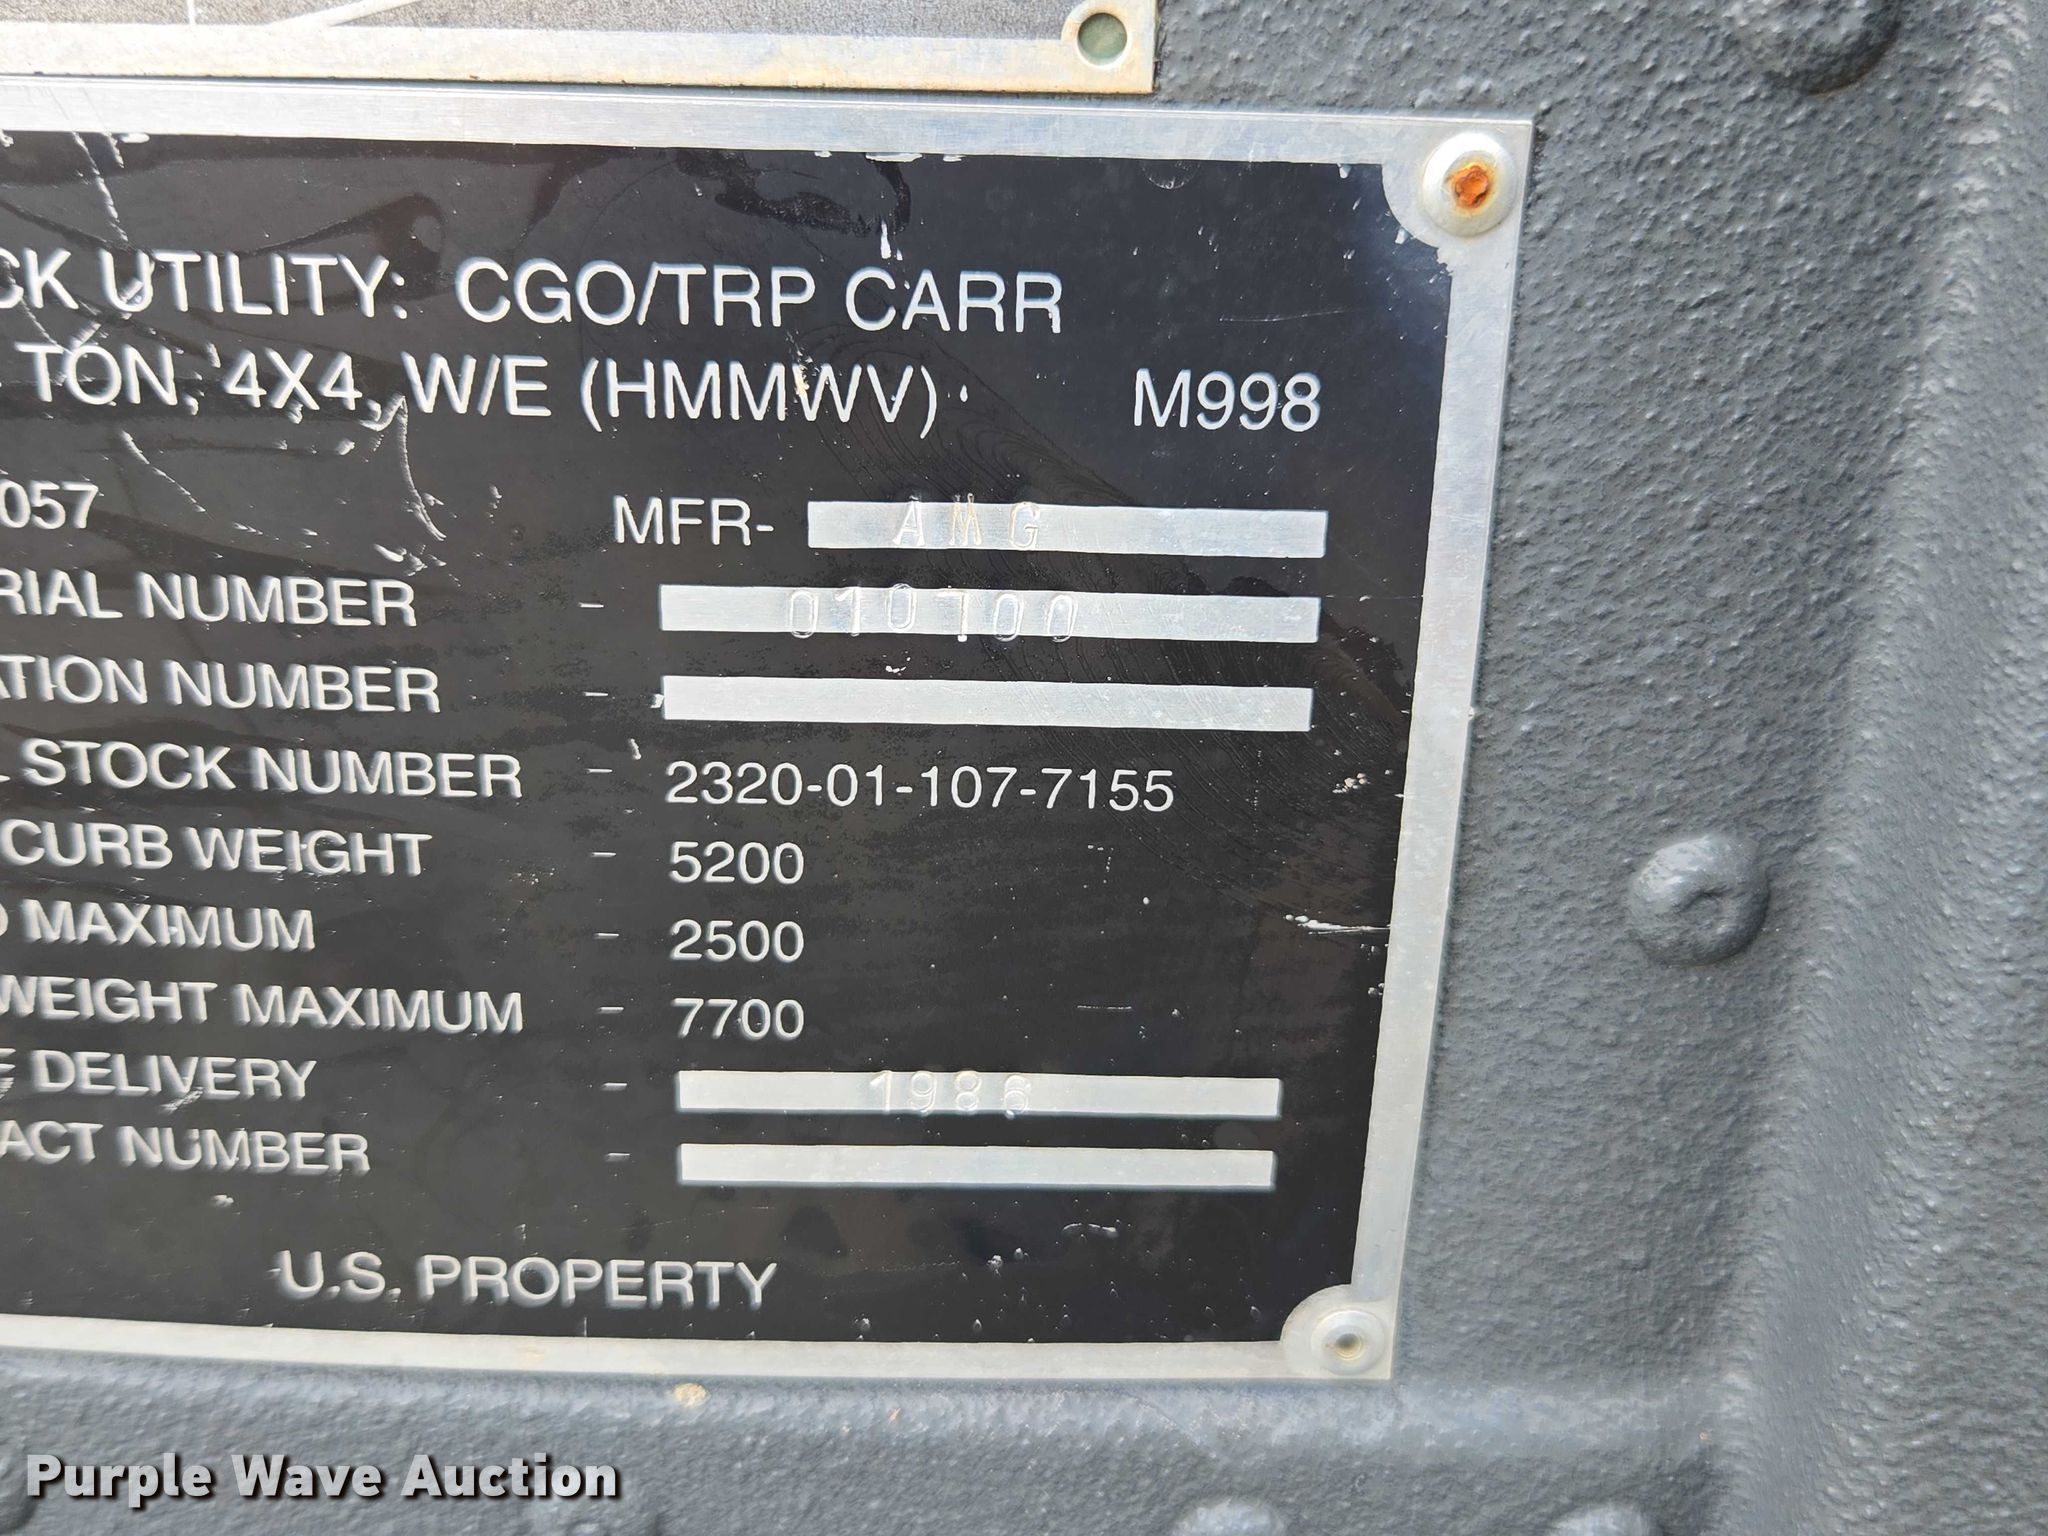 CK UTILITY: CGO/TRP CARR
TON, 4X4, W/E (HMMWV) M998
057 MFR- AMG
RIAL NUMBER - 010700
ATION NUMBER -
L STOCK NUMBER - 2320-01-107-7155
CURB WEIGHT - 5200
D MAXIMUM - 2500
WEIGHT MAXIMUM - 7700
F DELIVERY - 1986
ACT NUMBER -
U.S. PROPERTY
Purple Wave Auction